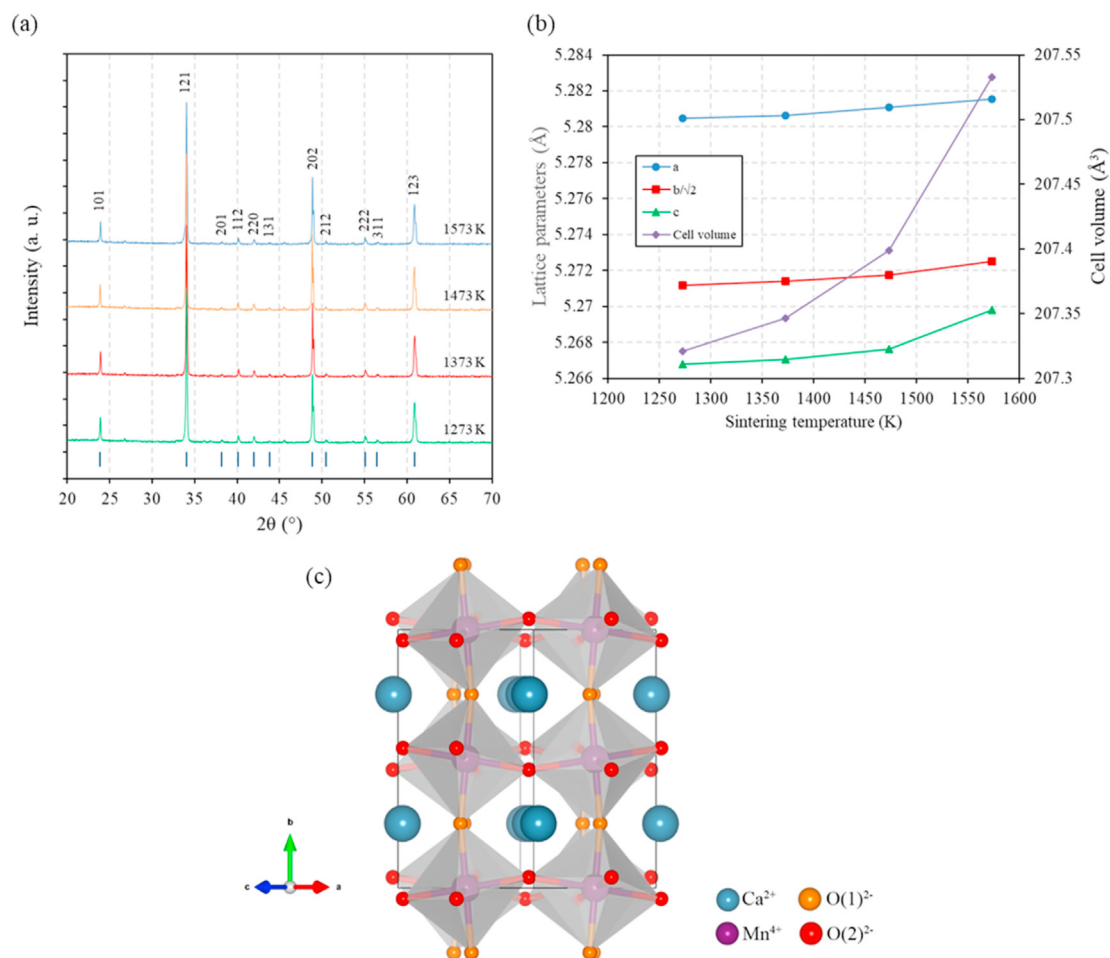 (a)
Intensity (a. u.)
101
121
201
112
220
131
202
212
222
311
123
1573 K
1473 K
1373 K
1273 K
20 25 30 35 40 45 50 55 60 65 70
2θ (°)
(b)
Lattice parameters (Å)
5.284
5.282
5.28
5.278
5.276
5.274
5.272
5.27
5.268
5.266
a
b/√2
c
Cell volume
207.55
207.5
207.45
207.4
207.35
207.3
Cell volume (Å³)
1200 1250 1300 1350 1400 1450 1500 1550 1600
Sintering temperature (K)
(c)
b
c
a
Ca²⁺
O(1)²⁻
Mn⁴⁺
O(2)²⁻